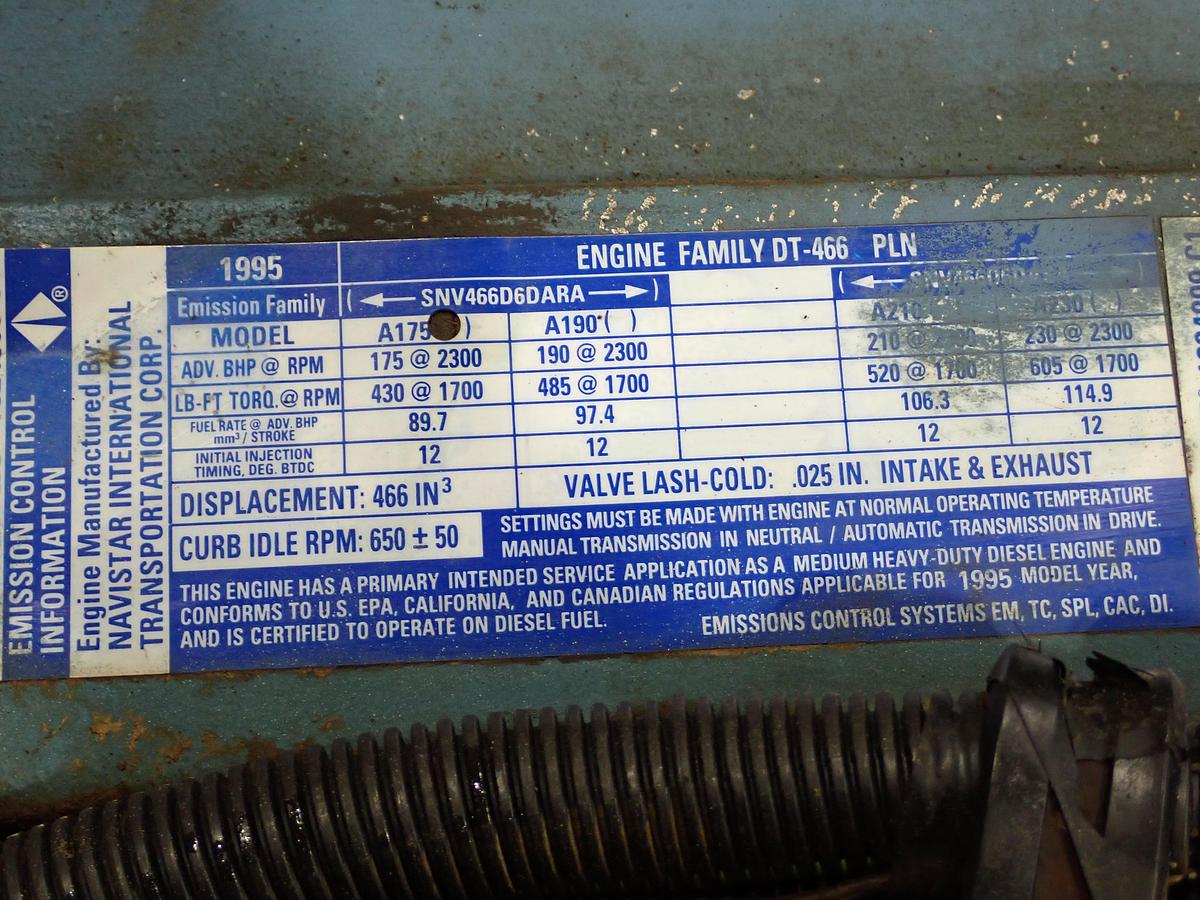 EMISSION CONTROL
INFORMATION
®
Engine Manufactured By:
NAVISTAR INTERNATIONAL
TRANSPORTATION CORP.
1995 ENGINE FAMILY DT-466 PLN
Emission Family ( SNV466D6DARA ) (
MODEL A175 ) A190 ( ) A210
ADV. BHP @ RPM 175 @ 2300 190 @ 2300 210 @ 230 @ 2300
LB-FT TORQ. @ RPM 430 @ 1700 485 @ 1700 520 @ 1700 605 @ 1700
FUEL RATE @ ADV. BHP
mm³ / STROKE 89.7 97.4 106.3 114.9
INITIAL INJECTION
TIMING, DEG. BTDC 12 12 12 12
DISPLACEMENT: 466 IN³ VALVE LASH-COLD: .025 IN. INTAKE & EXHAUST
CURB IDLE RPM: 650 ± 50
SETTINGS MUST BE MADE WITH ENGINE AT NORMAL OPERATING TEMPERATURE
MANUAL TRANSMISSION IN NEUTRAL / AUTOMATIC TRANSMISSION IN DRIVE.
THIS ENGINE HAS A PRIMARY INTENDED SERVICE APPLICATION AS A MEDIUM HEAVY-DUTY DIESEL ENGINE AND
CONFORMS TO U.S. EPA, CALIFORNIA, AND CANADIAN REGULATIONS APPLICABLE FOR 1995 MODEL YEAR,
AND IS CERTIFIED TO OPERATE ON DIESEL FUEL. EMISSIONS CONTROL SYSTEMS EM, TC, SPL, CAC, DI.